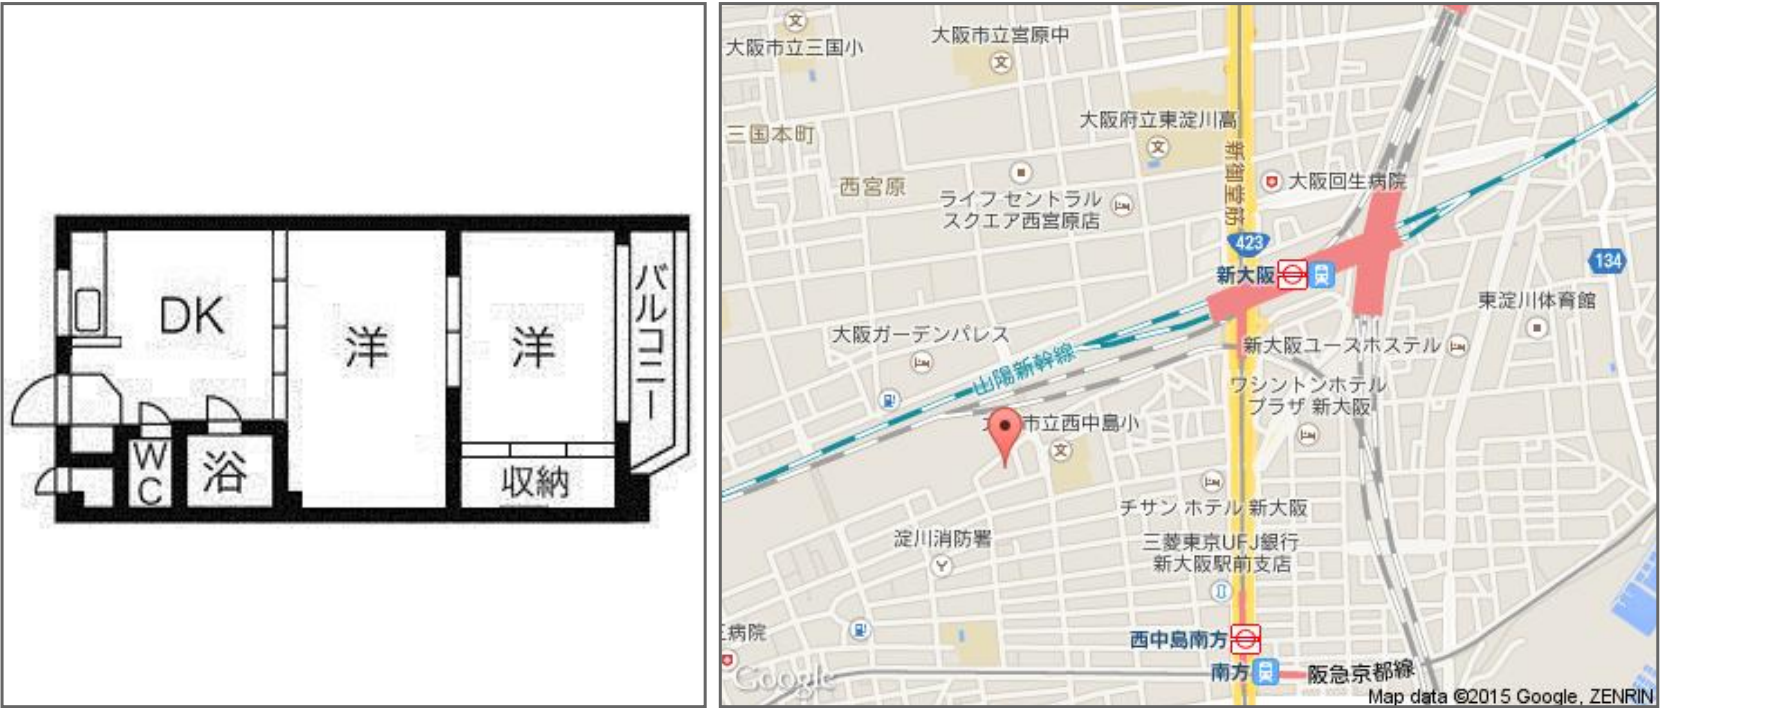 DK
洋
洋
バルコニー
WC
浴
収納
大阪市立三国小
大阪市立宮原中
三国本町
大阪府立東淀川高
西宮原
ライフ セントラル
スクエア西宮原店
新御堂筋
大阪回生病院
423
新大阪
134
東淀川体育館
大阪ガーデンパレス
山陽新幹線
新大阪ユースホステル
ワシントンホテル
プラザ 新大阪
市立西中島小
チサン ホテル 新大阪
淀川消防署
三菱東京UFJ銀行
新大阪駅前支店
病院
西中島南方
南方
阪急京都線
Google
Map data ©2015 Google, ZENRIN